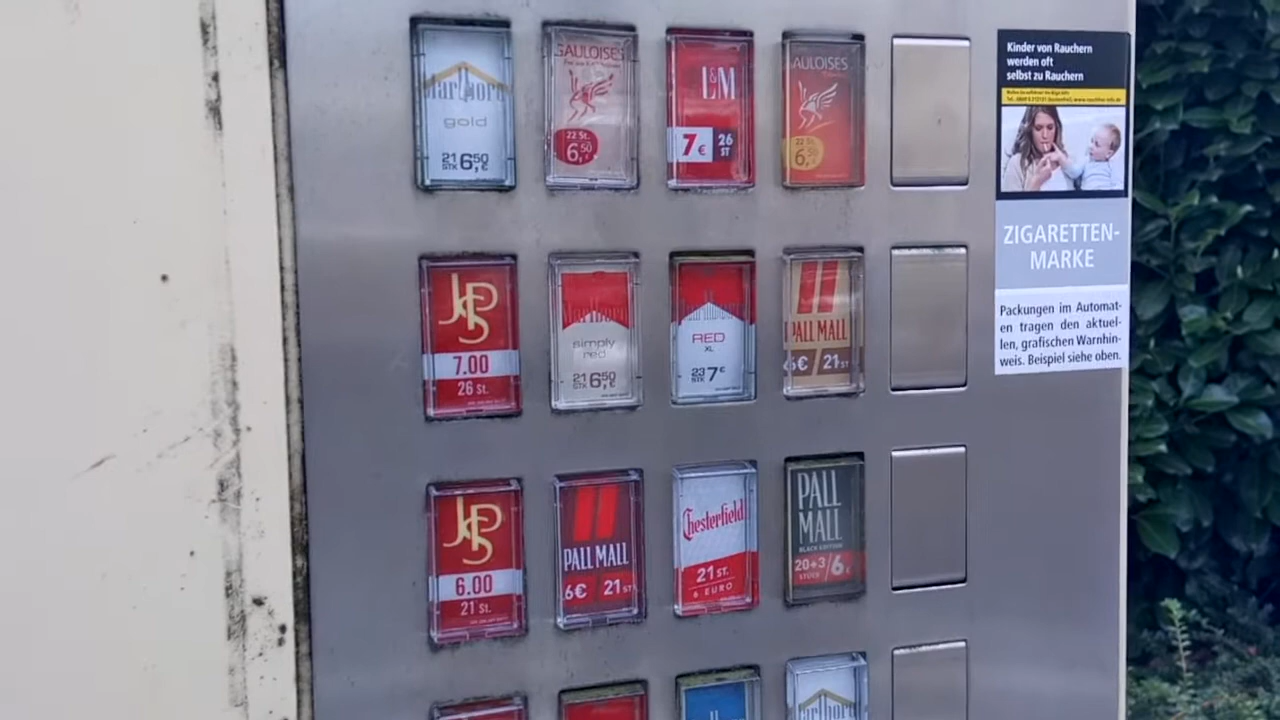 Marlboro
gold
21 STK 6,50 €
GAULOISES
22 St.
6,50
L&M
7€
26 ST
GAULOISES
22 St.
6,50
JPS
7.00
26 St.
Marlboro
simply
red
21 STK 6,50 €
Marlboro
RED
XL
23 STK 7€
PALL MALL
6€ / 21 ST
JPS
6.00
21 St.
PALL MALL
6€ 21 ST
Chesterfield
21 ST.
6 EURO
PALL
MALL
BLACK EDITION
20+3 / 6€
STÜCK
Marlboro
Kinder von Rauchern
werden oft
selbst zu Rauchern
ZIGARETTEN-
MARKE
Packungen im Automat-
en tragen den aktuel-
len, grafischen Warnhin-
weis. Beispiel siehe oben.